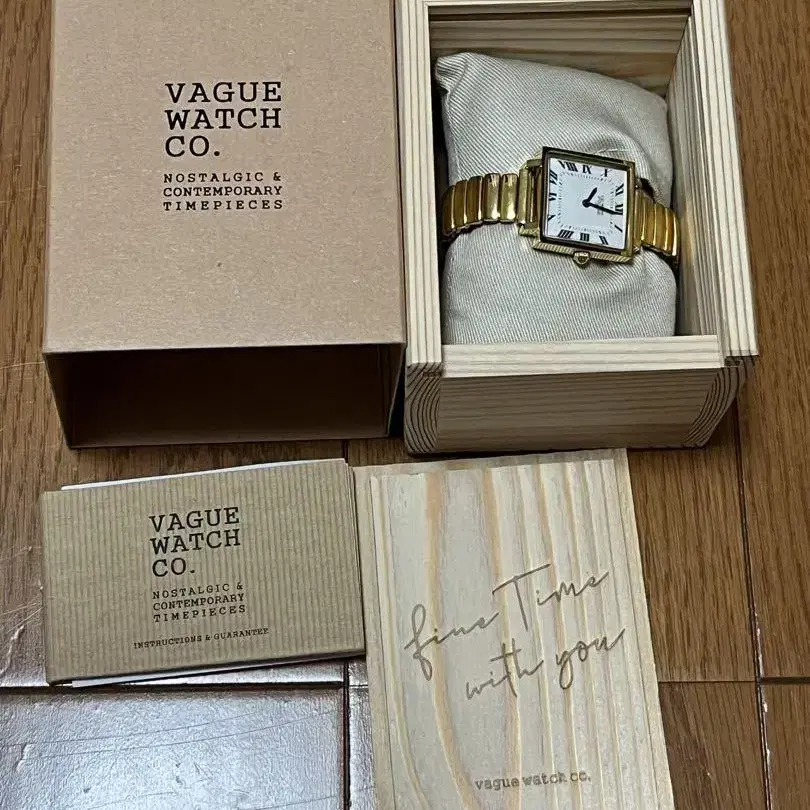 VAGUE
WATCH
CO.
NOSTALGIC &
CONTEMPORARY
TIMEPIECES
VAGUE
WATCH
CO.
NOSTALGIC &
CONTEMPORARY
TIMEPIECES
INSTRUCTIONS & GUARANTEE
fine Time
with you
vague watch co.